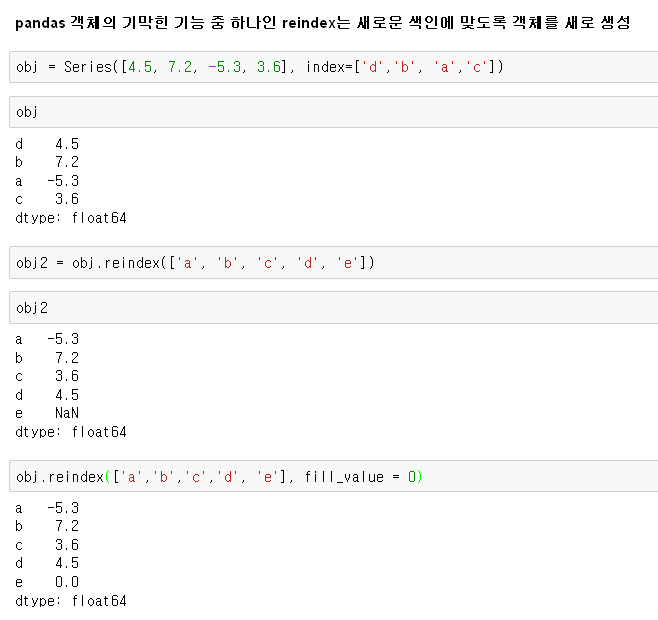 pandas 객체의 기막힌 기능 중 하나인 reindex는 새로운 색인에 맞도록 객체를 새로 생성
obj = Series([4.5, 7.2, -5.3, 3.6], index=['d','b', 'a','c'])
obj
d    4.5
b    7.2
a   -5.3
c    3.6
dtype: float64
obj2 = obj.reindex(['a', 'b', 'c', 'd', 'e'])
obj2
a   -5.3
b    7.2
c    3.6
d    4.5
e    NaN
dtype: float64
obj.reindex(['a','b','c','d', 'e'], fill_value = 0)
a   -5.3
b    7.2
c    3.6
d    4.5
e    0.0
dtype: float64